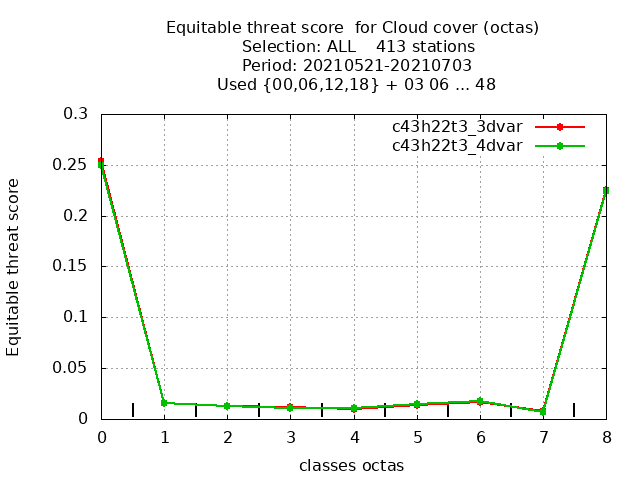 Equitable threat score  for Cloud cover (octas)
Selection: ALL    413 stations
Period: 20210521-20210703
Used {00,06,12,18} + 03 06 ... 48
c43h22t3_3dvar
c43h22t3_4dvar
Equitable threat score
0.3
0.25
0.2
0.15
0.1
0.05
0
0 1 2 3 4 5 6 7 8
classes octas